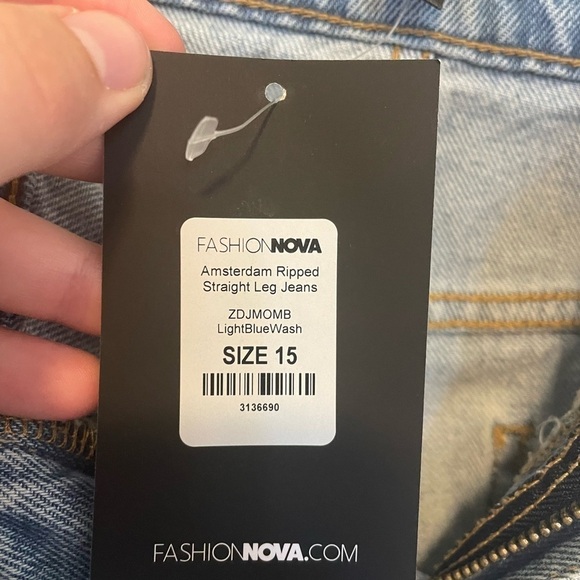 FASHIONNOVA
Amsterdam Ripped
Straight Leg Jeans
ZDJMOMB
LightBlueWash
SIZE 15
3136690
FASHIONNOVA.COM